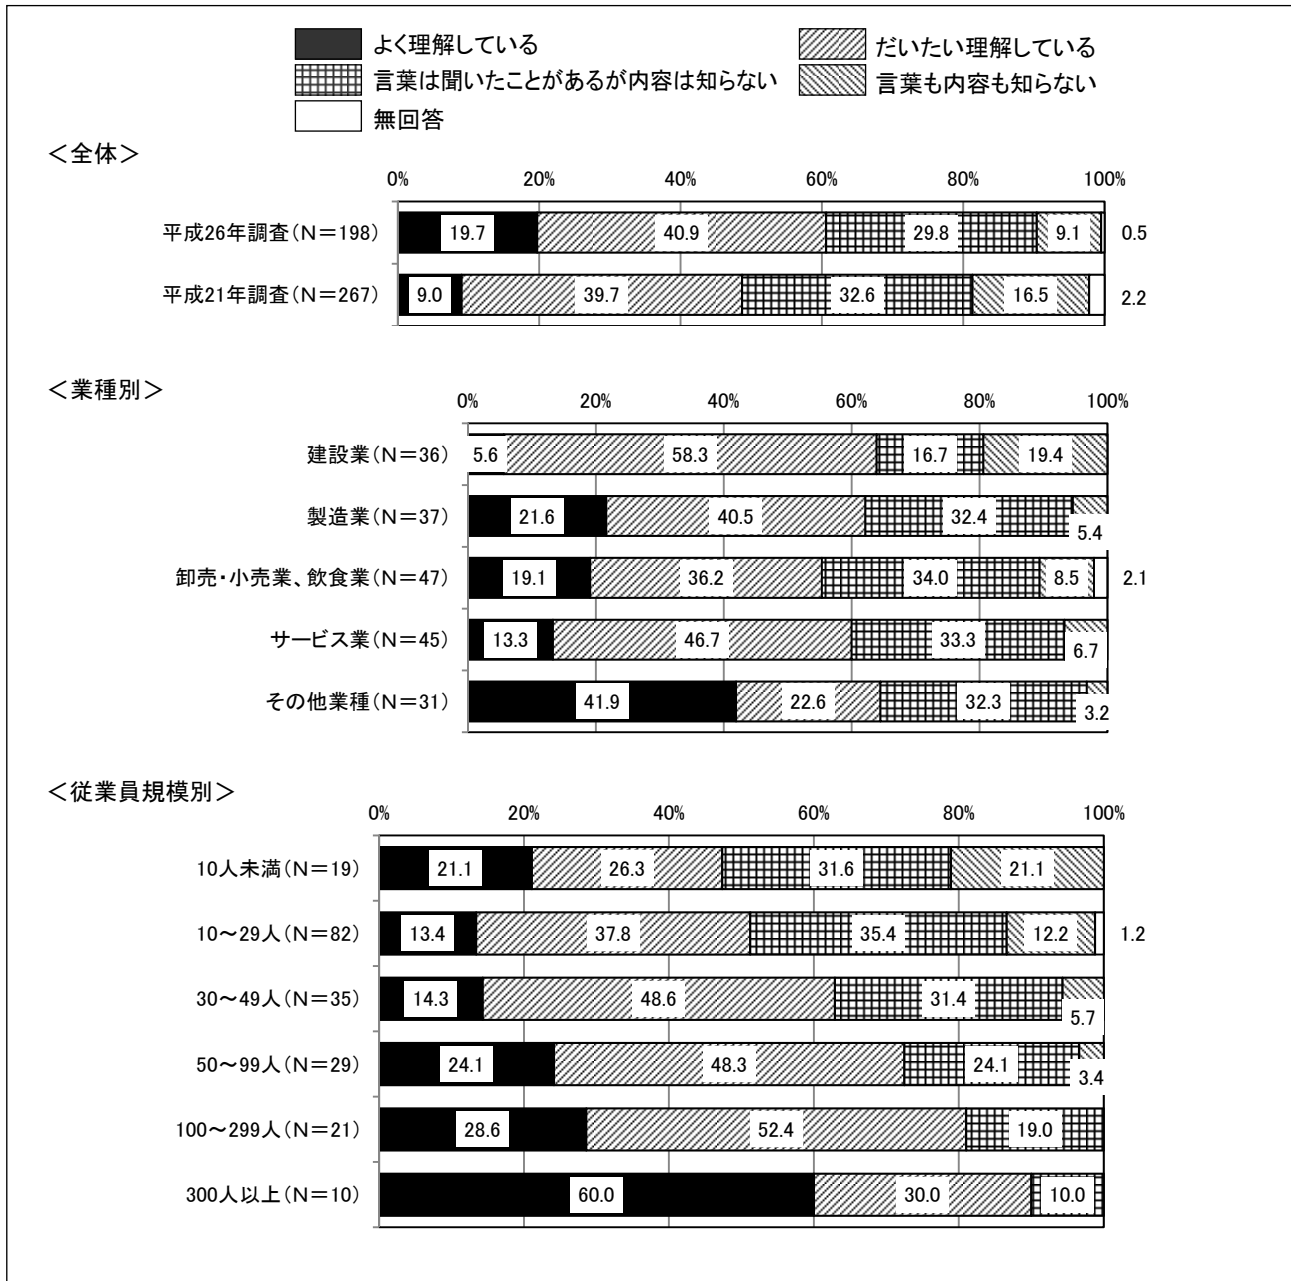 よく理解している だいたい理解している
言葉は聞いたことがあるが内容は知らない 言葉も内容も知らない
無回答
＜全体＞
0% 20% 40% 60% 80% 100%
平成26年調査(N＝198) 19.7 40.9 29.8 9.1 0.5
平成21年調査(N＝267) 9.0 39.7 32.6 16.5 2.2
＜業種別＞
0% 20% 40% 60% 80% 100%
建設業(N＝36) 5.6 58.3 16.7 19.4
製造業(N＝37) 21.6 40.5 32.4 5.4
卸売・小売業、飲食業(N＝47) 19.1 36.2 34.0 8.5 2.1
サービス業(N＝45) 13.3 46.7 33.3 6.7
その他業種(N＝31) 41.9 22.6 32.3 3.2
＜従業員規模別＞
0% 20% 40% 60% 80% 100%
10人未満(N＝19) 21.1 26.3 31.6 21.1
10～29人(N＝82) 13.4 37.8 35.4 12.2 1.2
30～49人(N＝35) 14.3 48.6 31.4 5.7
50～99人(N＝29) 24.1 48.3 24.1 3.4
100～299人(N＝21) 28.6 52.4 19.0
300人以上(N＝10) 60.0 30.0 10.0